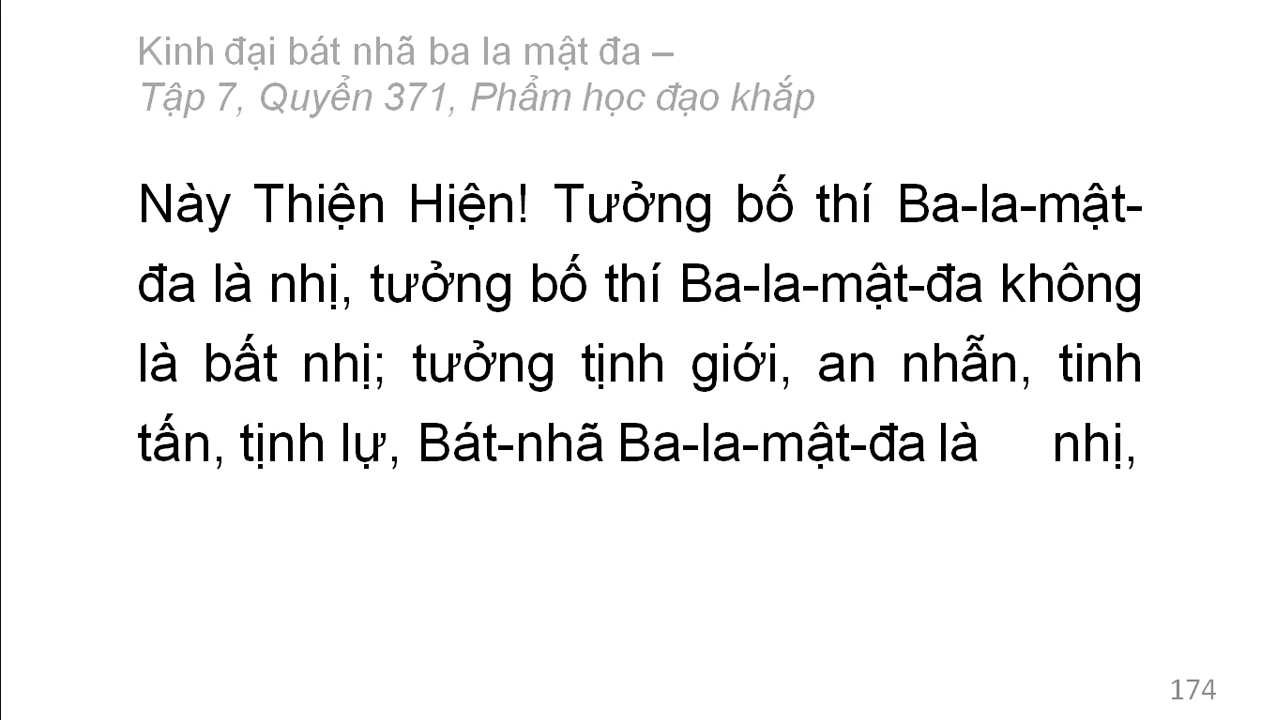 Kinh đại bát nhã ba la mật đa –
Tập 7, Quyển 371, Phẩm học đạo khắp
Này Thiện Hiện! Tưởng bố thí Ba-la-mật-
đa là nhị, tưởng bố thí Ba-la-mật-đa không
là bất nhị; tưởng tịnh giới, an nhẫn, tinh
tấn, tịnh lự, Bát-nhã Ba-la-mật-đa là nhị,
174